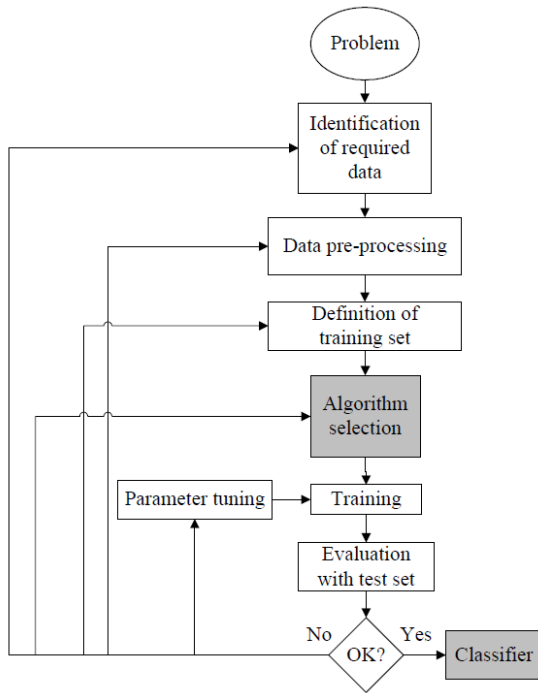 Problem
Identification
of required
data
Data pre-processing
Definition of
training set
Algorithm
selection
Parameter tuning
Training
Evaluation
with test set
No
Yes
OK?
Classifier